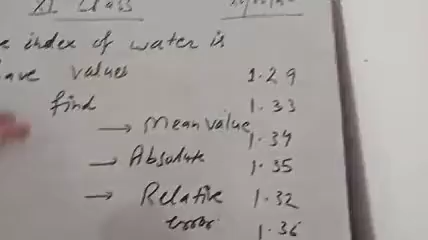 XI Class
index of water is
have values 1.29
find 1.33
→ Mean value 1.34
→ Absolute 1.35
→ Relative 1.32
error 1.36